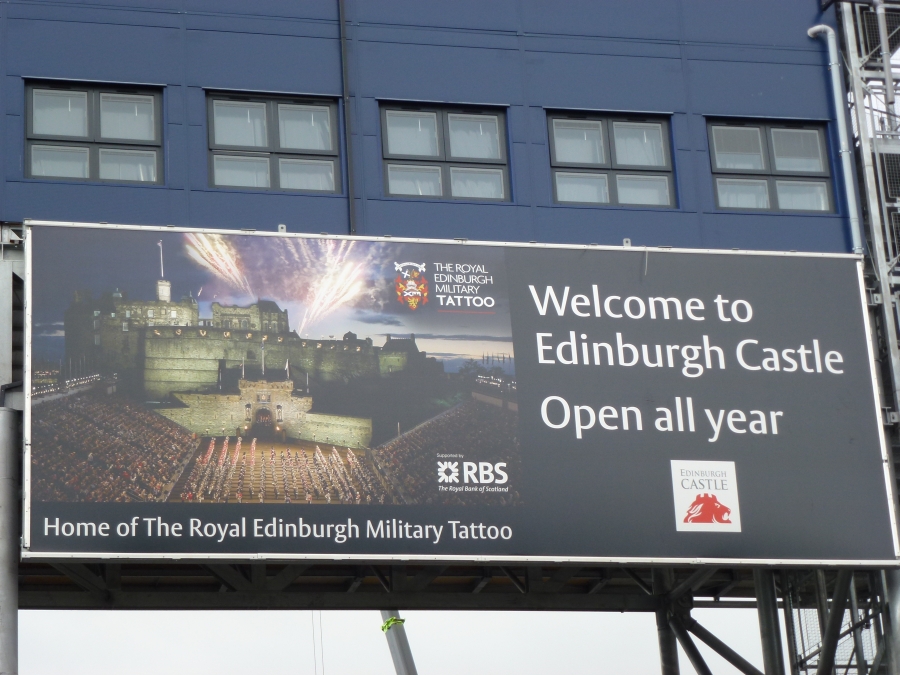 THE ROYAL
EDINBURGH
MILITARY
TATTOO
Welcome to
Edinburgh Castle
Open all year
Supported by
RBS
The Royal Bank of Scotland
EDINBURGH
CASTLE
Home of The Royal Edinburgh Military Tattoo